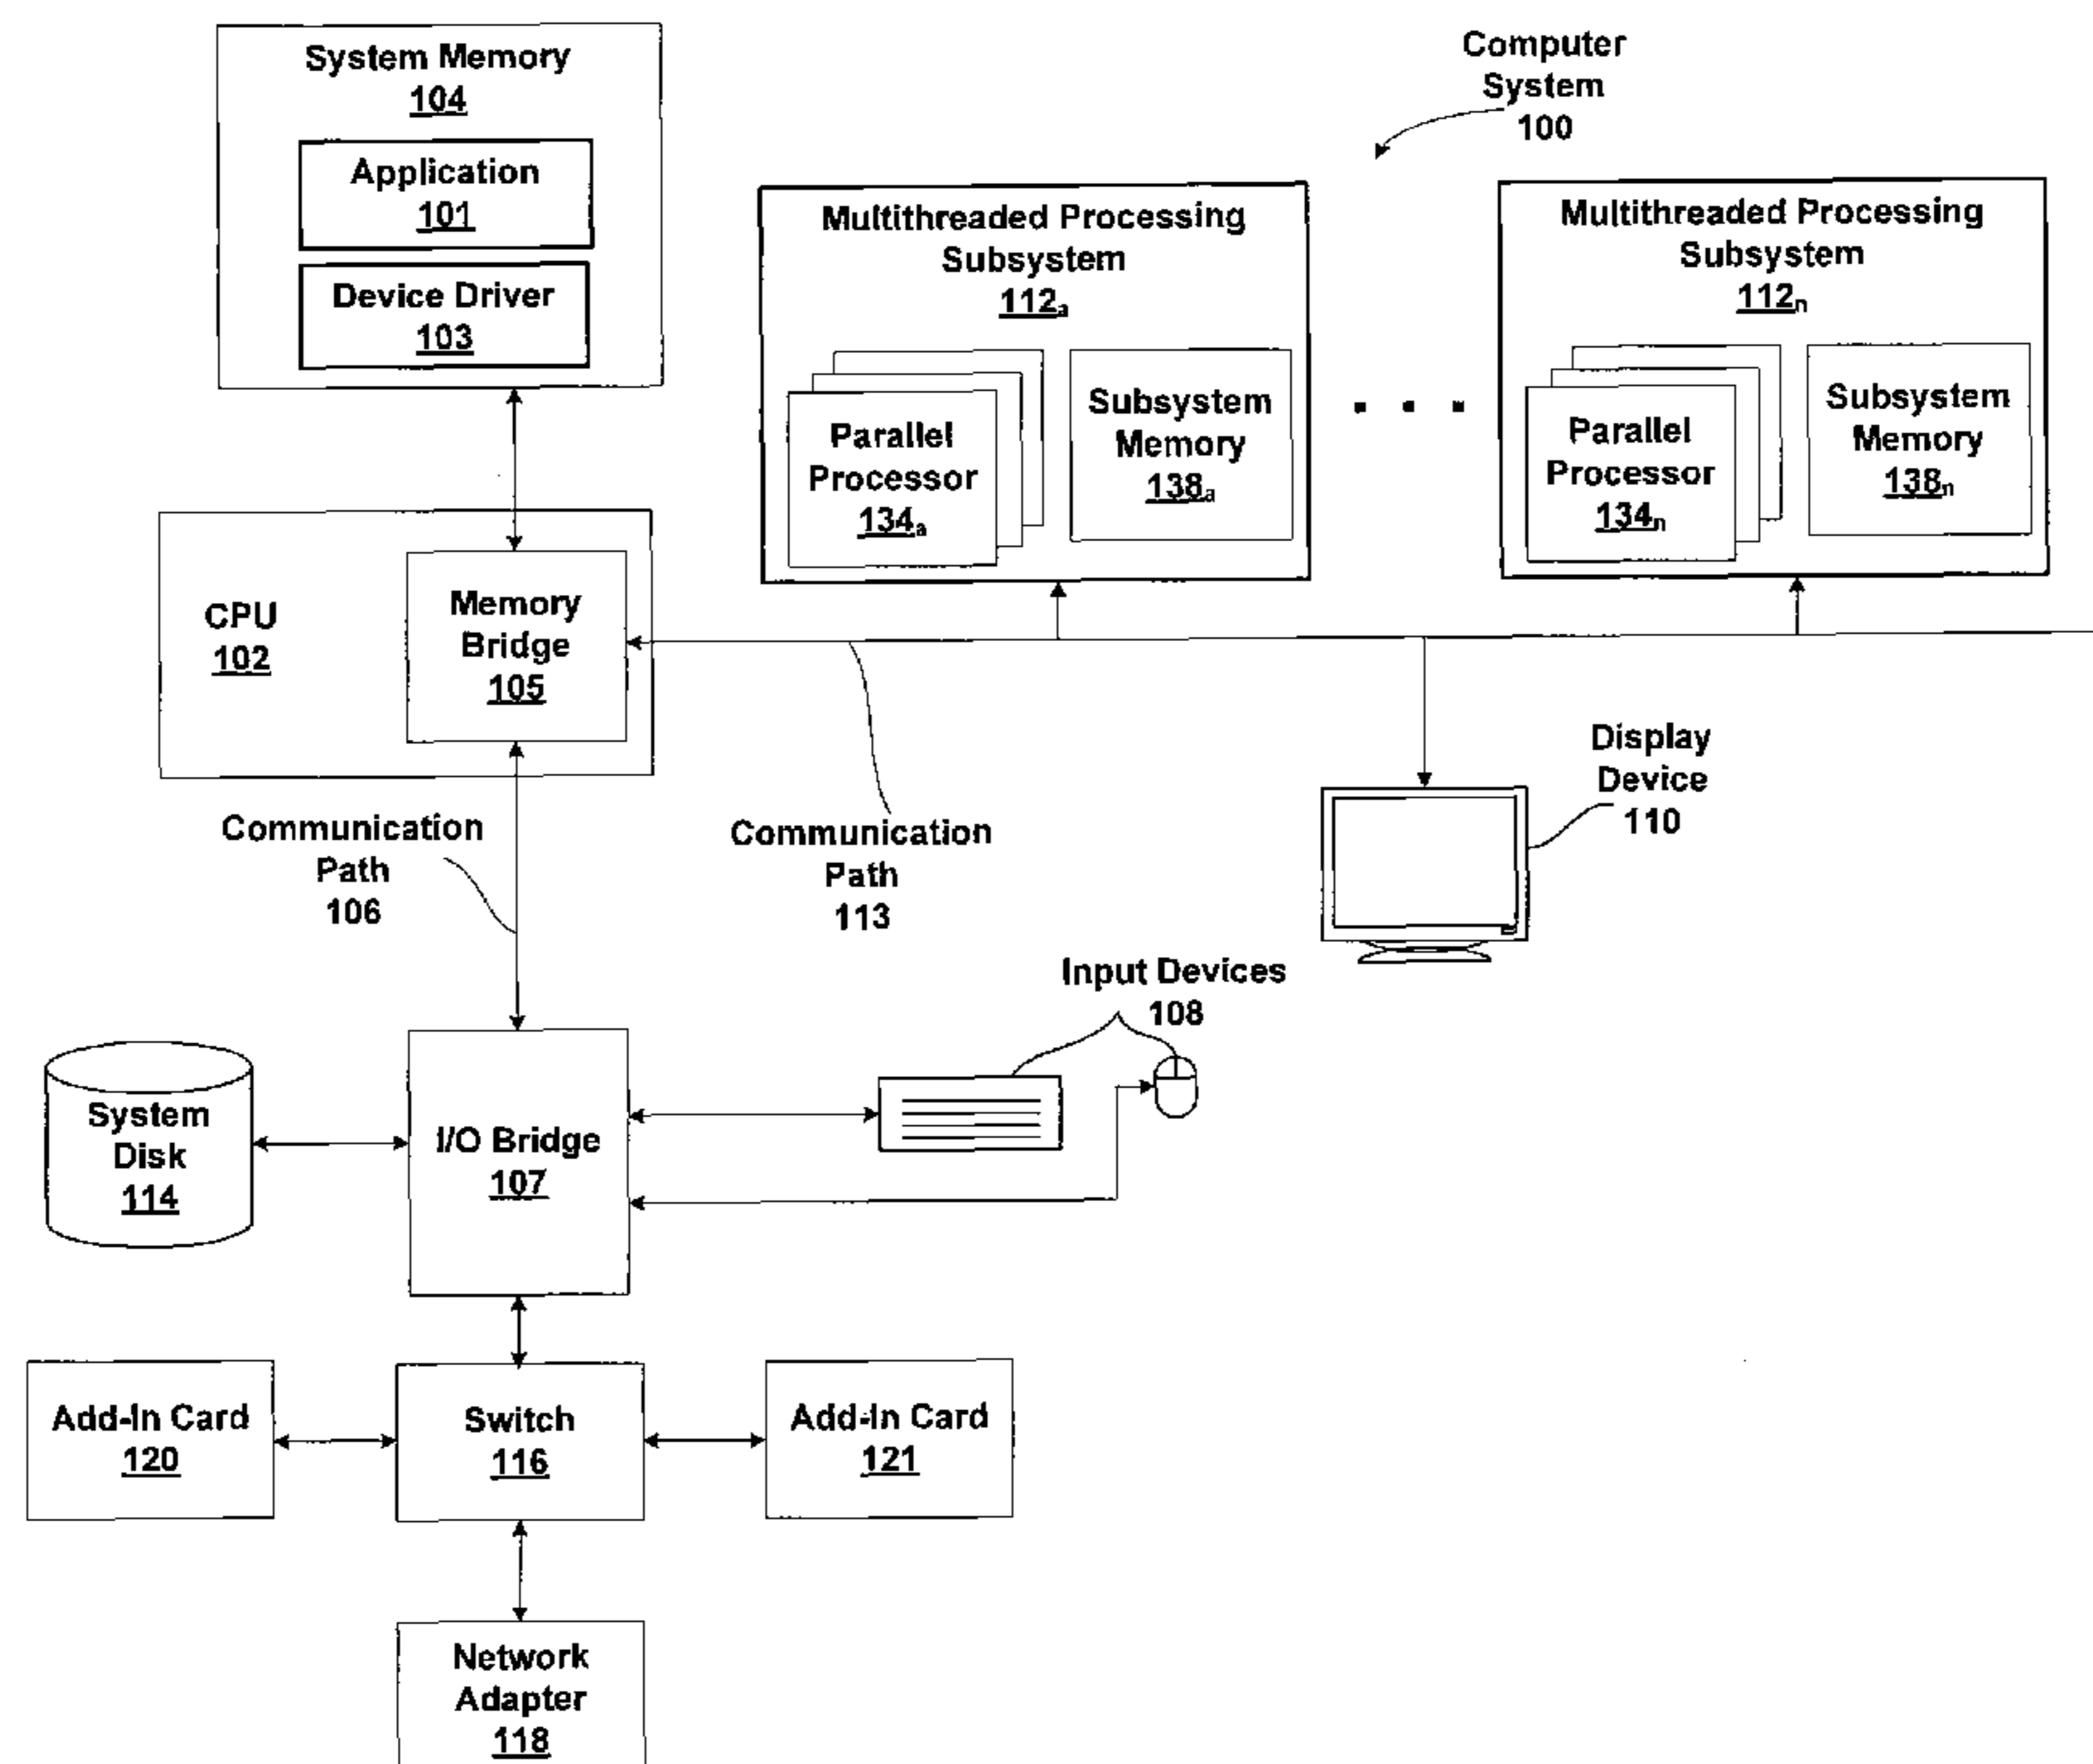 System Memory
104
Application
101
Device Driver
103
Computer
System
100
Multithreaded Processing
Subsystem
112a
Parallel
Processor
134a
Subsystem
Memory
138a
Multithreaded Processing
Subsystem
112n
Parallel
Processor
134n
Subsystem
Memory
138n
CPU
102
Memory
Bridge
105
Communication
Path
106
Communication
Path
113
Display
Device
110
Input Devices
108
System
Disk
114
I/O Bridge
107
Add-In Card
120
Switch
116
Add-In Card
121
Network
Adapter
118